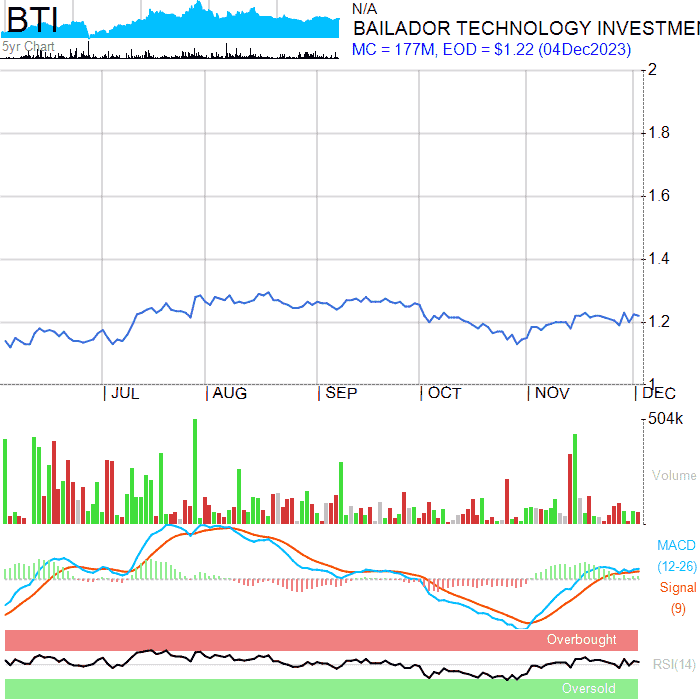 BTI
5yr Chart
N/A
BAILADOR TECHNOLOGY INVESTMEN
MC = 177M, EOD = $1.22 (04Dec2023)
2
1.8
1.6
1.4
1.2
1
JUL AUG SEP OCT NOV DEC
504k
Volume
MACD
(12-26)
Signal
(9)
Overbought
RSI(14)
Oversold